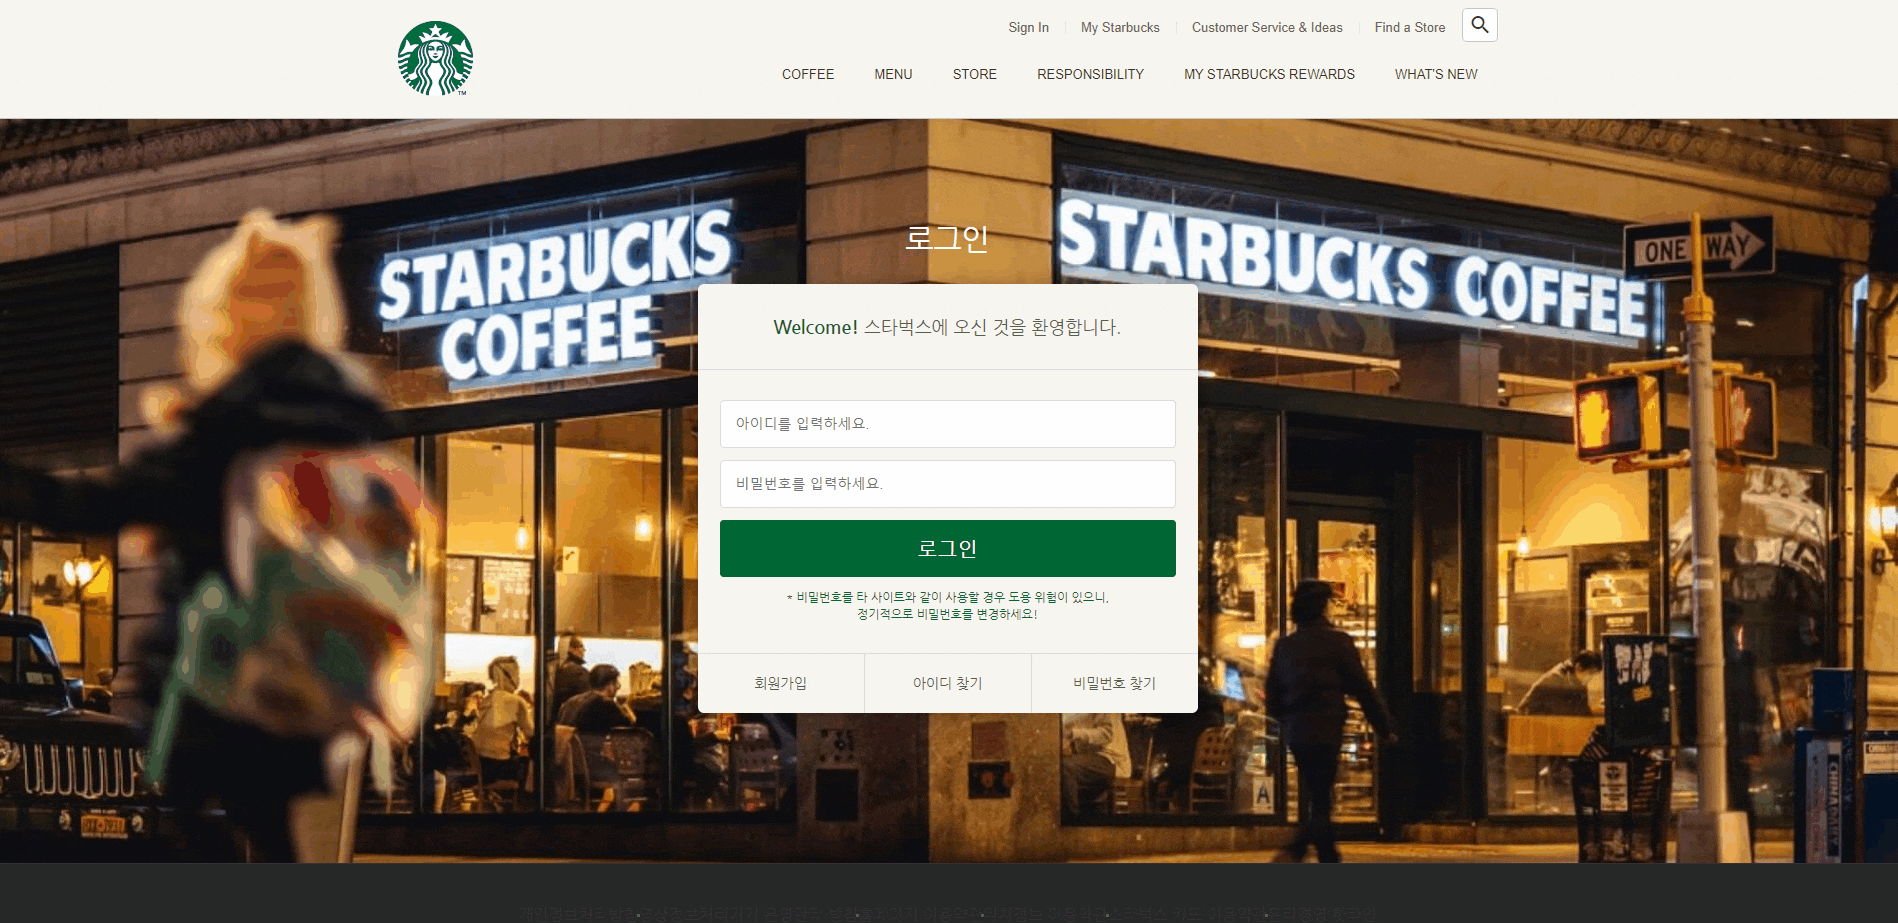 Sign In
My Starbucks
Customer Service & Ideas
Find a Store
COFFEE
MENU
STORE
RESPONSIBILITY
MY STARBUCKS REWARDS
WHAT'S NEW
TM
STARBUCKS
COFFEE
STARBUCKS COFFEE
ONE WAY
로그인
Welcome! 스타벅스에 오신 것을 환영합니다.
아이디를 입력하세요.
비밀번호를 입력하세요.
로그인
* 비밀번호를 타 사이트와 같이 사용할 경우 도용 위험이 있으니,
정기적으로 비밀번호를 변경하세요!
회원가입
아이디 찾기
비밀번호 찾기
A